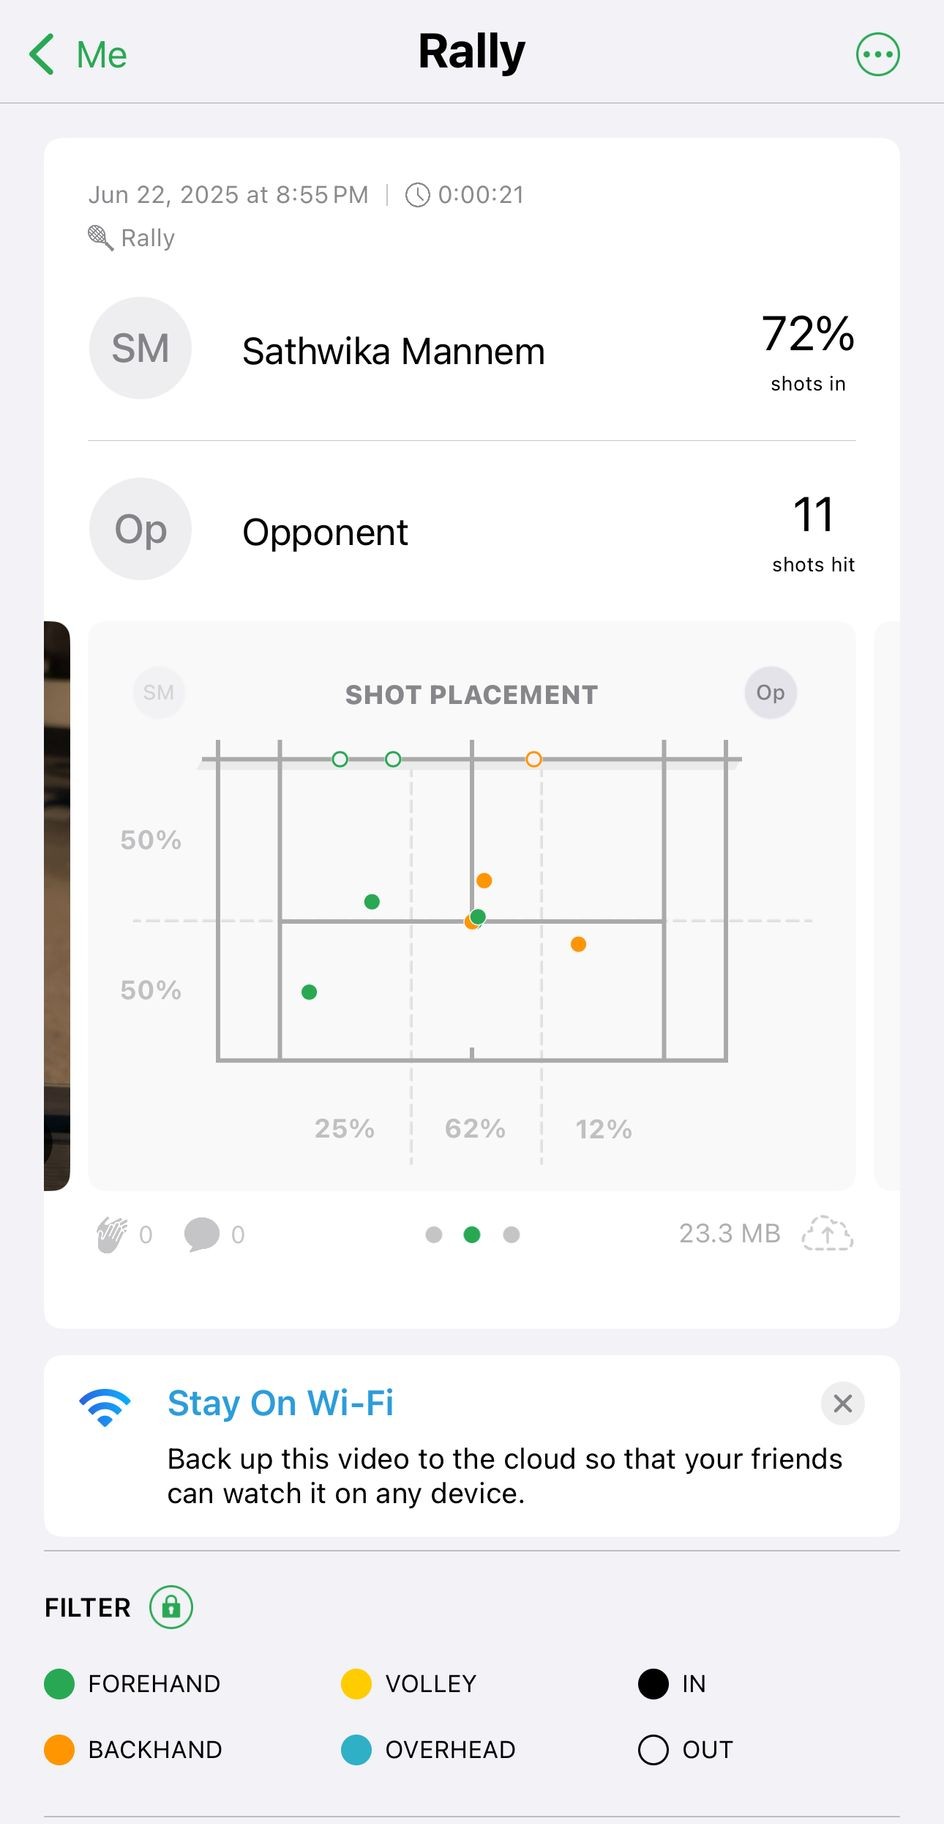 Me
Rally
Jun 22, 2025 at 8:55 PM | 0:00:21
Rally
SM
Sathwika Mannem
72%
shots in
Op
Opponent
11
shots hit
SM
SHOT PLACEMENT
Op
50%
50%
25%
62%
12%
0
0
23.3 MB
Stay On Wi-Fi
Back up this video to the cloud so that your friends
can watch it on any device.
FILTER
FOREHAND
VOLLEY
IN
BACKHAND
OVERHEAD
OUT